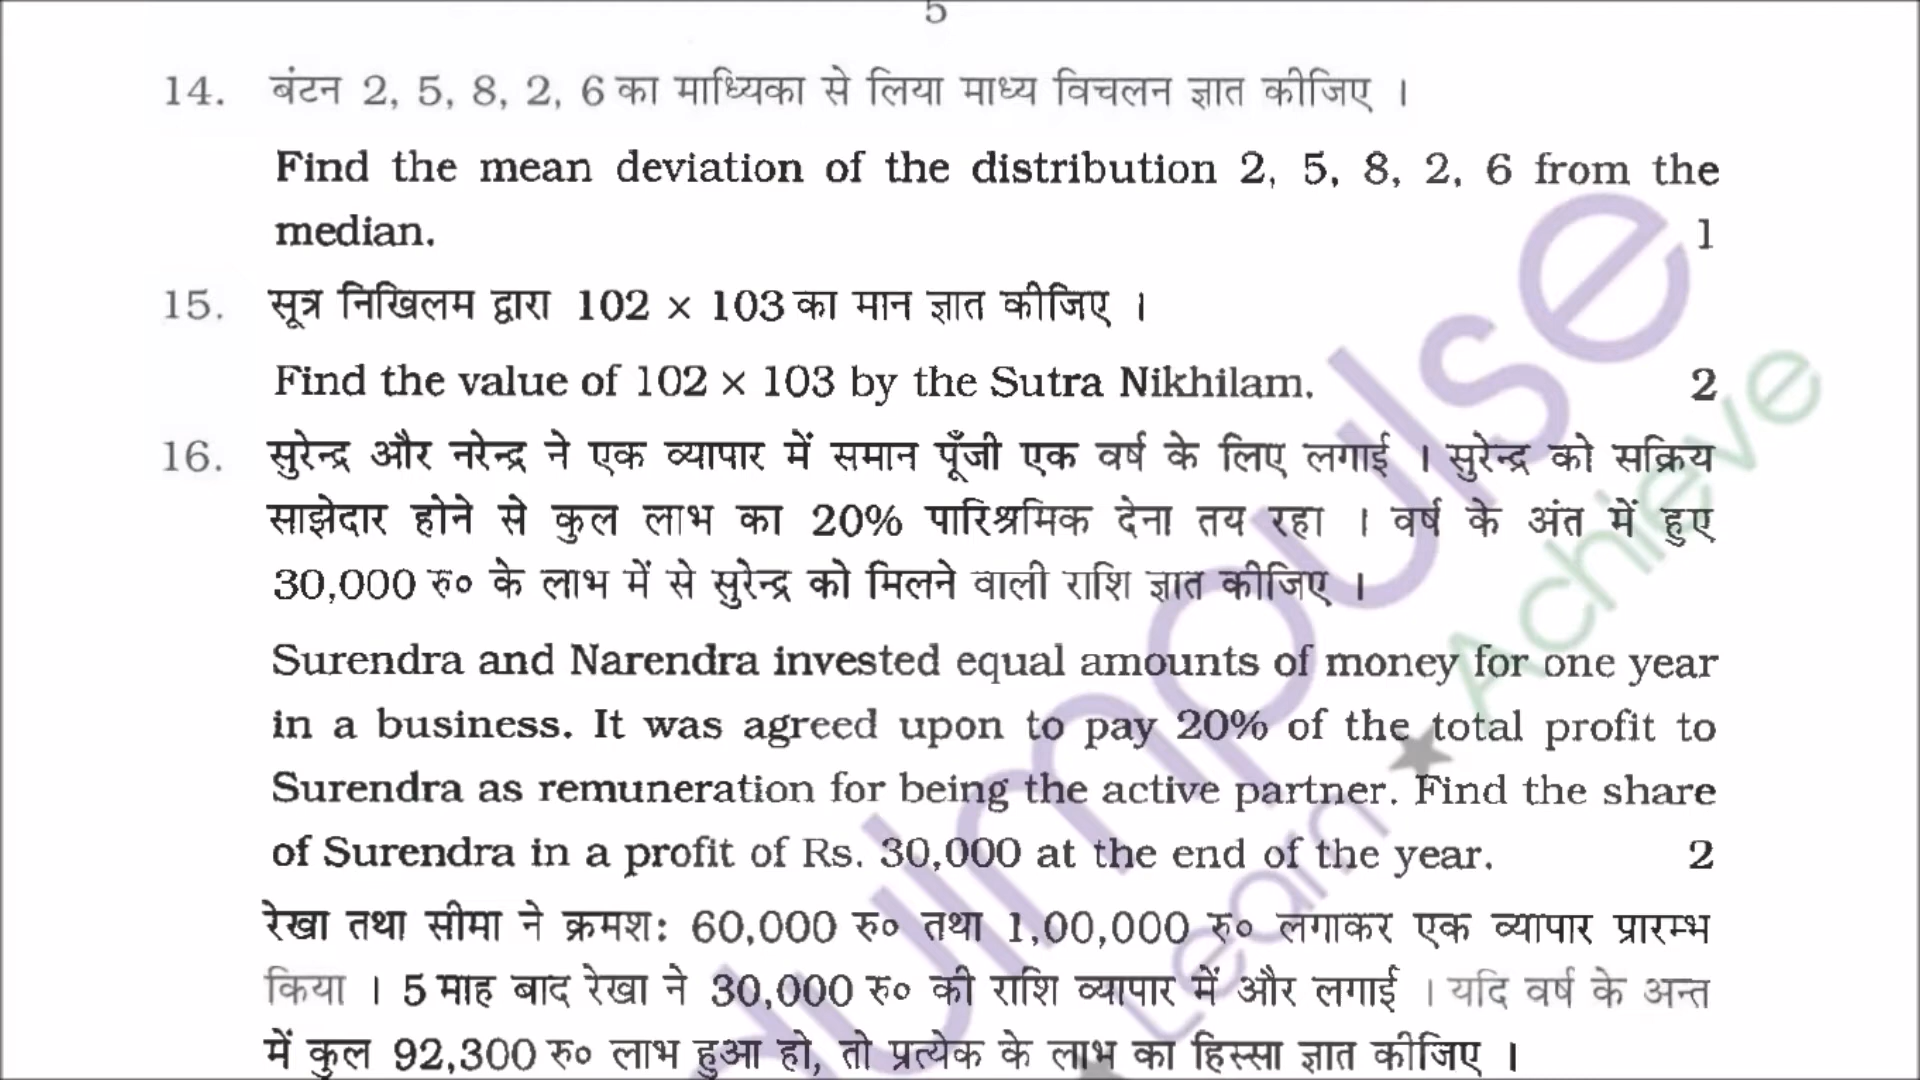 5
14. बंटन 2, 5, 8, 2, 6 का माध्यिका से लिया माध्य विचलन ज्ञात कीजिए ।
Find the mean deviation of the distribution 2, 5, 8, 2, 6 from the
median. 1
15. सूत्र निखिलम द्वारा 102 × 103 का मान ज्ञात कीजिए ।
Find the value of 102 × 103 by the Sutra Nikhilam. 2
16. सुरेन्द्र और नरेन्द्र ने एक व्यापार में समान पूँजी एक वर्ष के लिए लगाई । सुरेन्द्र को सक्रिय
साझेदार होने से कुल लाभ का 20% पारिश्रमिक देना तय रहा । वर्ष के अंत में हुए
30,000 रु० के लाभ में से सुरेन्द्र को मिलने वाली राशि ज्ञात कीजिए ।
Surendra and Narendra invested equal amounts of money for one year
in a business. It was agreed upon to pay 20% of the total profit to
Surendra as remuneration for being the active partner. Find the share
of Surendra in a profit of Rs. 30,000 at the end of the year. 2
रेखा तथा सीमा ने क्रमशः 60,000 रु० तथा 1,00,000 रु० लगाकर एक व्यापार प्रारम्भ
किया । 5 माह बाद रेखा ने 30,000 रु० की राशि व्यापार में और लगाई । यदि वर्ष के अन्त
में कुल 92,300 रु० लाभ हुआ हो, तो प्रत्येक के लाभ का हिस्सा ज्ञात कीजिए ।
Learn ★ Achieve